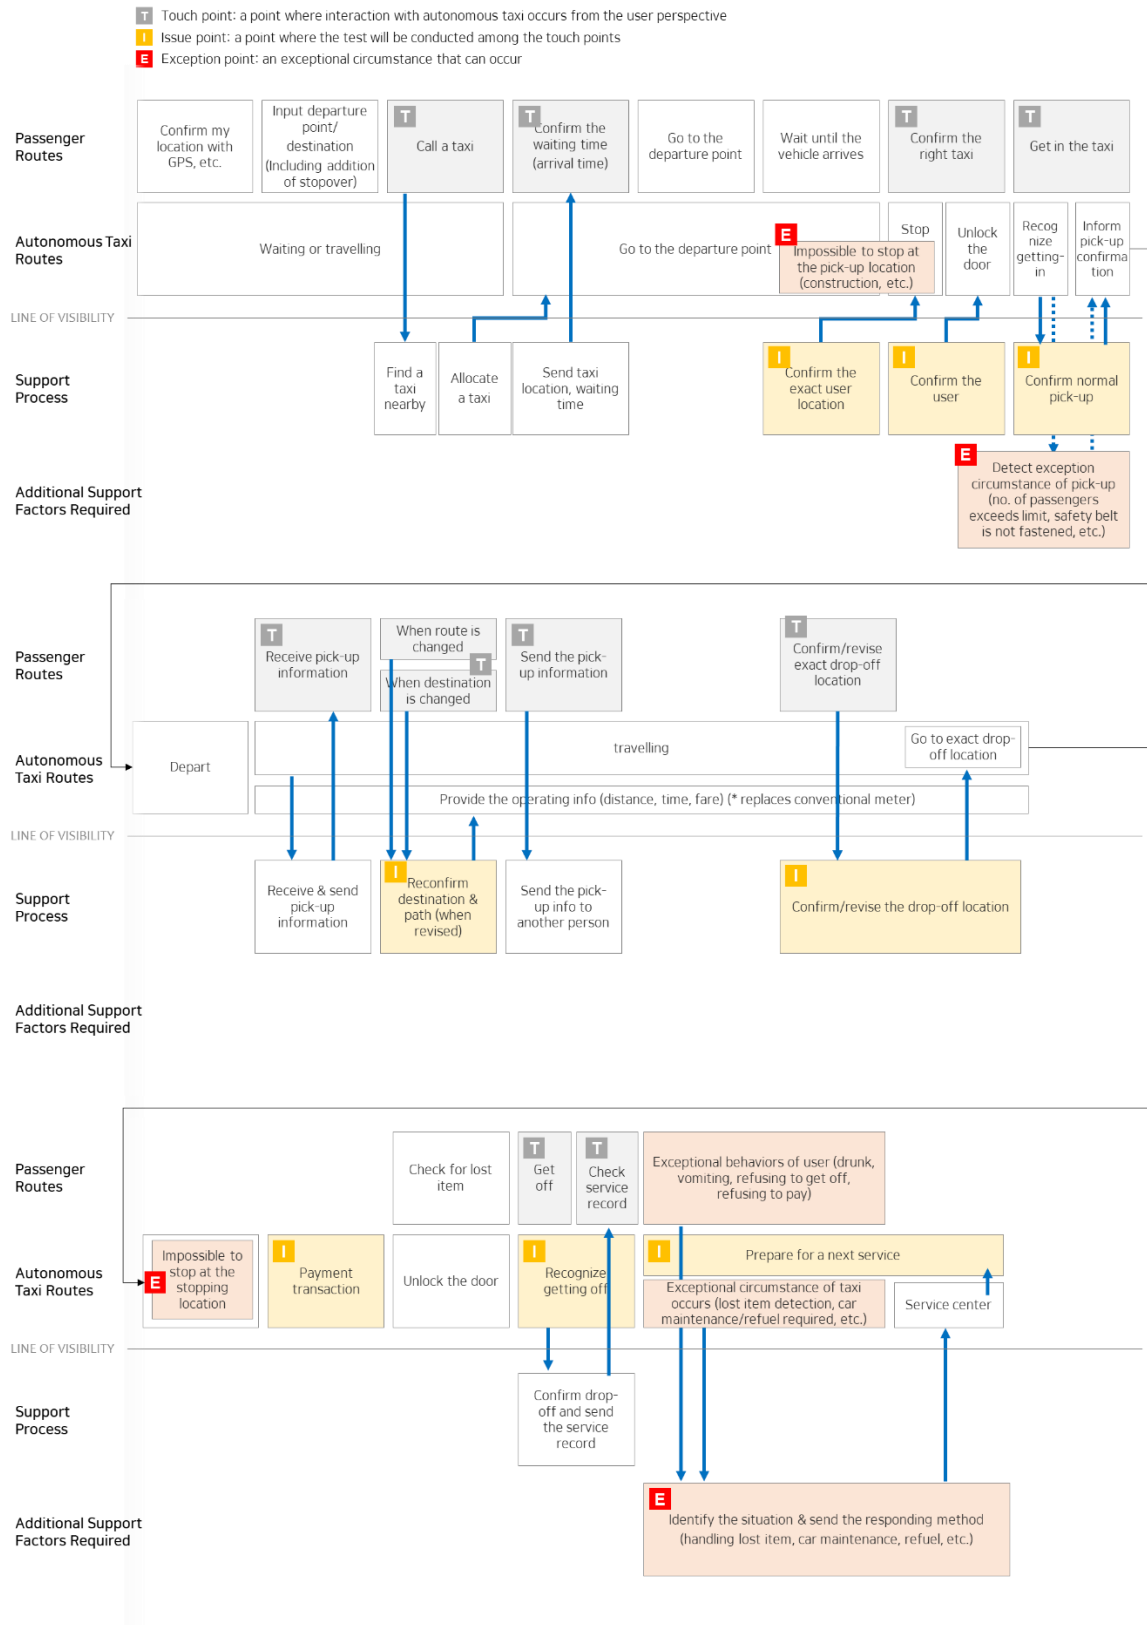 T Touch point: a point where interaction with autonomous taxi occurs from the user perspective
I Issue point: a point where the test will be conducted among the touch points
E Exception point: an exceptional circumstance that can occur
Passenger
Routes
Confirm my
location with
GPS, etc.
Input departure
point/
destination
(Including addition
of stopover)
T
Call a taxi
T
Confirm the
waiting time
(arrival time)
Go to the
departure point
Wait until the
vehicle arrives
T
Confirm the
right taxi
T
Get in the taxi
Autonomous Taxi
Routes
Waiting or travelling
Go to the departure point
E
Impossible to stop at
the pick-up location
(construction, etc.)
Stop
Unlock
the
door
Recog
nize
getting-
in
Inform
pick-up
confirma
tion
LINE OF VISIBILITY
Support
Process
Find a
taxi
nearby
Allocate
a taxi
Send taxi
location, waiting
time
I
Confirm the
exact user
location
I
Confirm the
user
I
Confirm normal
pick-up
Additional Support
Factors Required
E
Detect exception
circumstance of pick-up
(no. of passengers
exceeds limit, safety belt
is not fastened, etc.)
Passenger
Routes
T
Receive pick-up
information
When route is
changed
T
When destination
is changed
T
Send the pick-
up information
T
Confirm/revise
exact drop-off
location
Autonomous
Taxi Routes
Depart
travelling
Go to exact drop-
off location
Provide the operating info (distance, time, fare) (* replaces conventional meter)
LINE OF VISIBILITY
Support
Process
Receive & send
pick-up
information
I
Reconfirm
destination &
path (when
revised)
Send the pick-
up info to
another person
I
Confirm/revise the drop-off location
Additional Support
Factors Required
Passenger
Routes
Check for lost
item
T
Get
off
T
Check
service
record
Exceptional behaviors of user (drunk,
vomiting, refusing to get off,
refusing to pay)
Autonomous
Taxi Routes
E
Impossible to
stop at the
stopping
location
I
Payment
transaction
Unlock the door
I
Recognize
getting off
I
Prepare for a next service
Exceptional circumstance of taxi
occurs (lost item detection, car
maintenance/refuel required, etc.)
Service center
LINE OF VISIBILITY
Support
Process
Confirm drop-
off and send
the service
record
Additional Support
Factors Required
E
Identify the situation & send the responding method
(handling lost item, car maintenance, refuel, etc.)